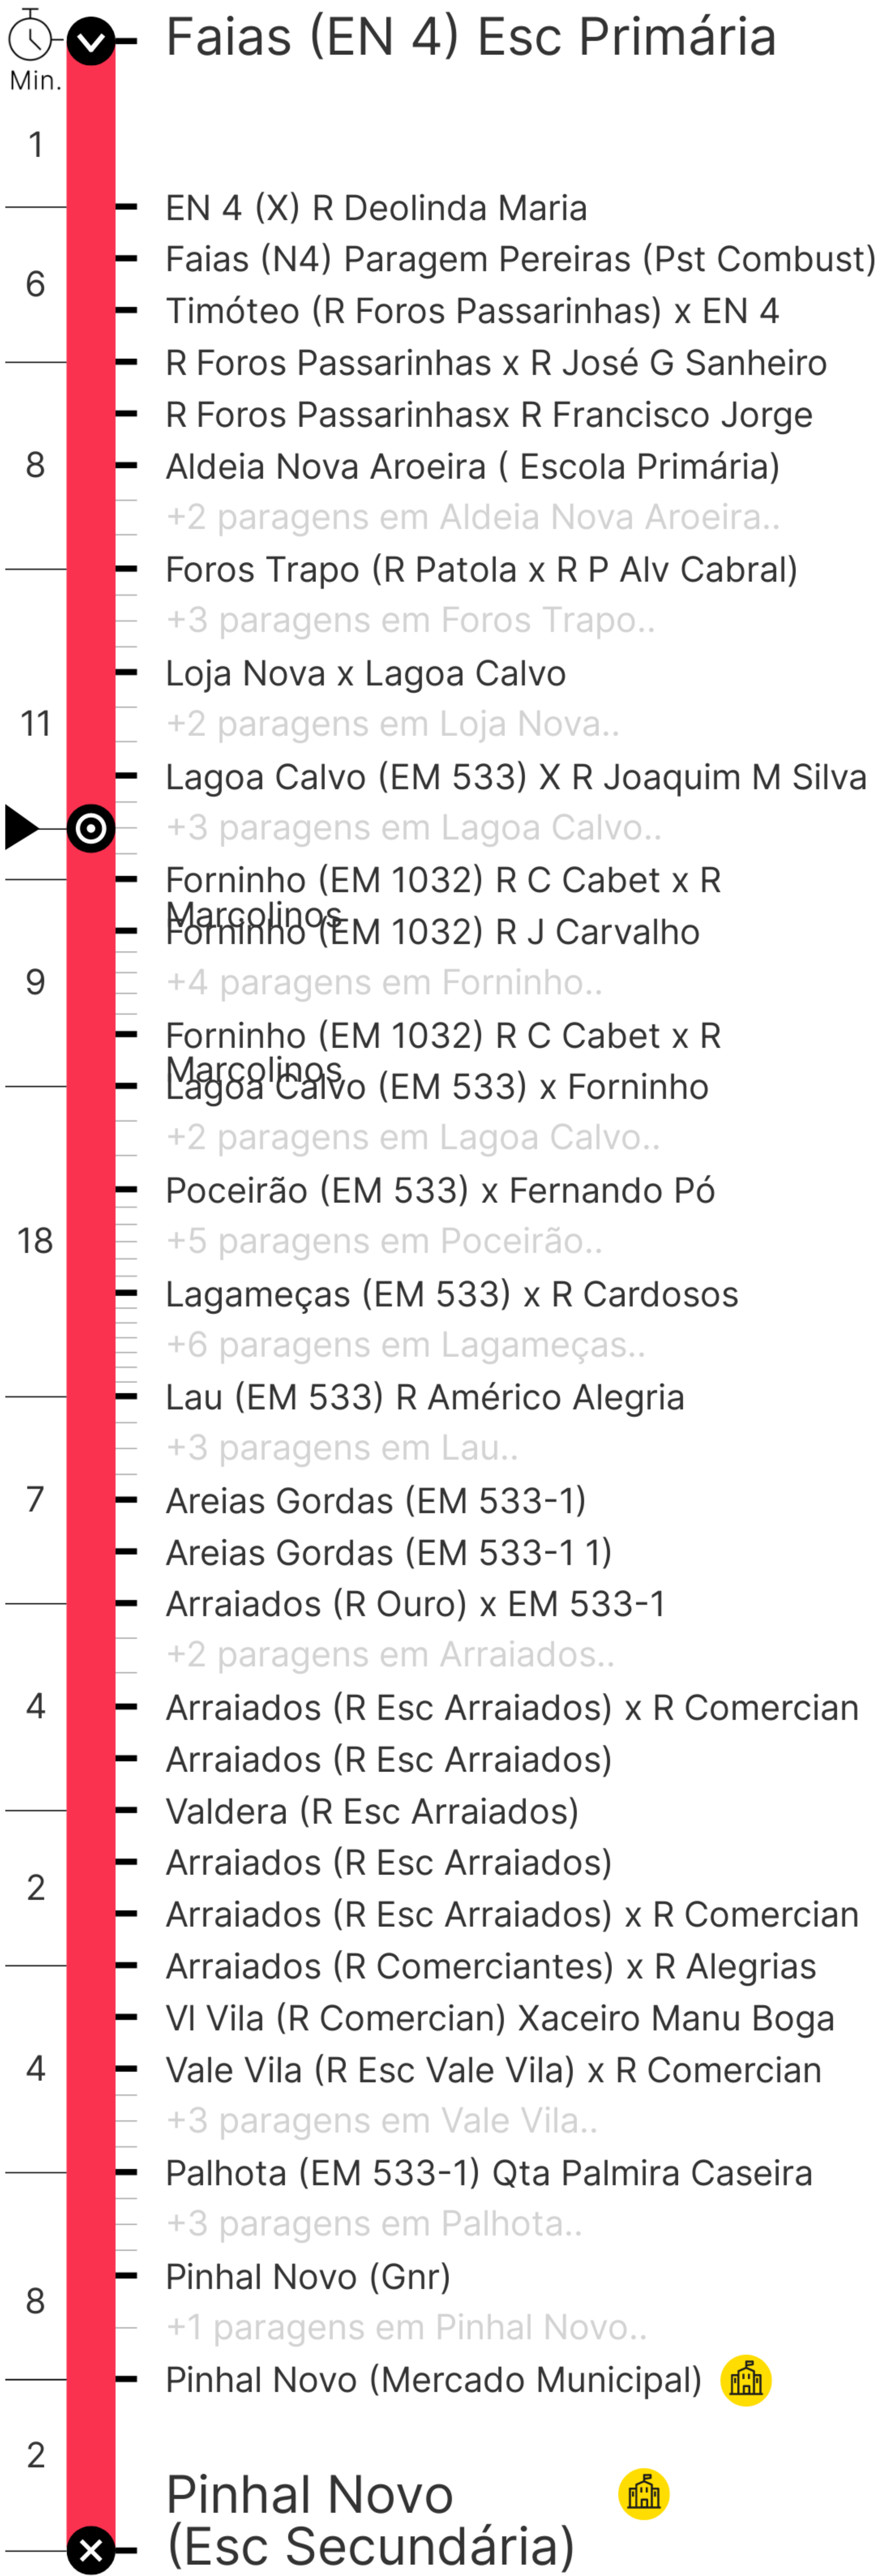 Faias (EN 4) Esc Primária
Min.
1
EN 4 (X) R Deolinda Maria
Faias (N4) Paragem Pereiras (Pst Combust)
6
Timóteo (R Foros Passarinhas) x EN 4
R Foros Passarinhas x R José G Sanheiro
R Foros Passarinhasx R Francisco Jorge
8
Aldeia Nova Aroeira ( Escola Primária)
+2 paragens em Aldeia Nova Aroeira..
Foros Trapo (R Patola x R P Alv Cabral)
+3 paragens em Foros Trapo..
Loja Nova x Lagoa Calvo
11
+2 paragens em Loja Nova..
Lagoa Calvo (EM 533) X R Joaquim M Silva
+3 paragens em Lagoa Calvo..
Forninho (EM 1032) R C Cabet x R
Marcolinos
Forninho (EM 1032) R J Carvalho
9
+4 paragens em Forninho..
Forninho (EM 1032) R C Cabet x R
Marcolinos
Lagoa Calvo (EM 533) x Forninho
+2 paragens em Lagoa Calvo..
Poceirão (EM 533) x Fernando Pó
18
+5 paragens em Poceirão..
Lagameças (EM 533) x R Cardosos
+6 paragens em Lagameças..
Lau (EM 533) R Américo Alegria
+3 paragens em Lau..
7
Areias Gordas (EM 533-1)
Areias Gordas (EM 533-1 1)
Arraiados (R Ouro) x EM 533-1
+2 paragens em Arraiados..
4
Arraiados (R Esc Arraiados) x R Comercian
Arraiados (R Esc Arraiados)
Valdera (R Esc Arraiados)
Arraiados (R Esc Arraiados)
2
Arraiados (R Esc Arraiados) x R Comercian
Arraiados (R Comerciantes) x R Alegrias
Vl Vila (R Comercian) Xaceiro Manu Boga
4
Vale Vila (R Esc Vale Vila) x R Comercian
+3 paragens em Vale Vila..
Palhota (EM 533-1) Qta Palmira Caseira
+3 paragens em Palhota..
Pinhal Novo (Gnr)
8
+1 paragens em Pinhal Novo..
Pinhal Novo (Mercado Municipal)
2
Pinhal Novo
(Esc Secundária)